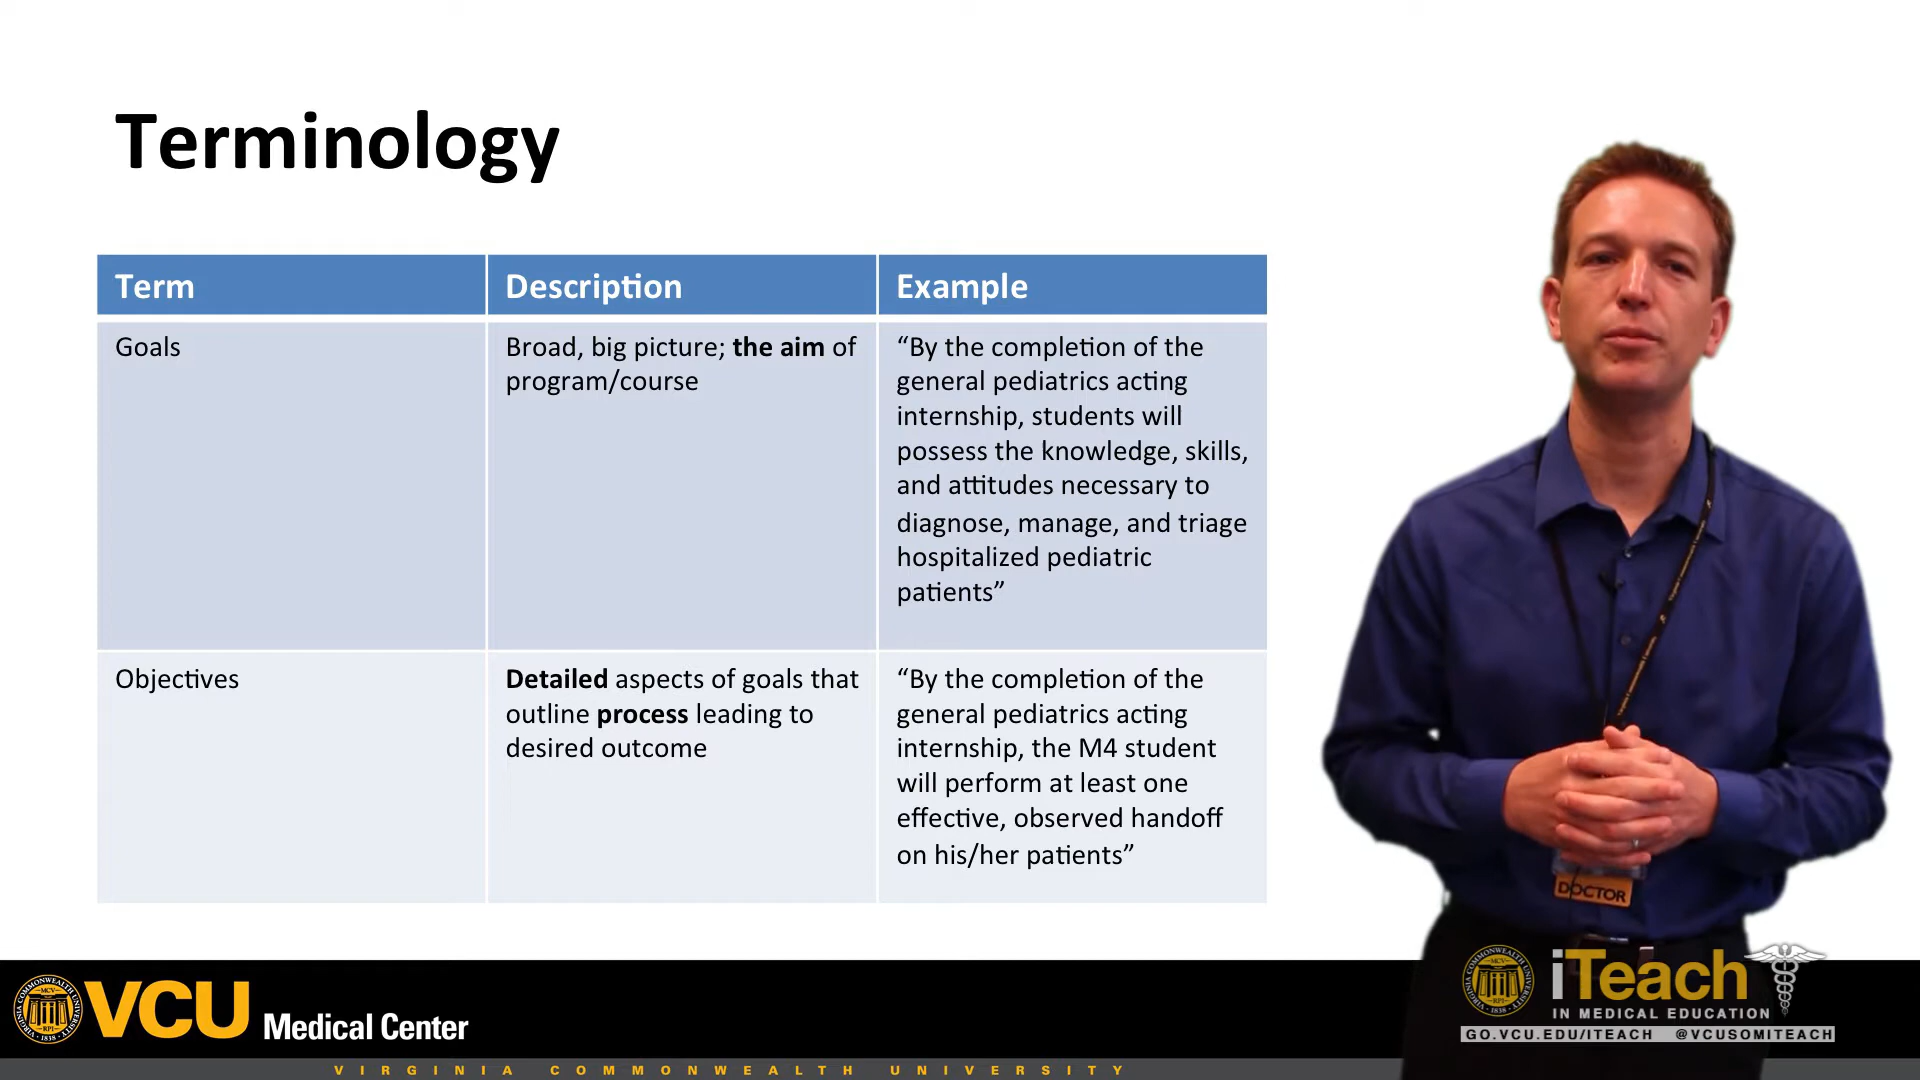 Terminology
Term
Description
Example
Goals
Broad, big picture; the aim of
program/course
“By the completion of the
general pediatrics acting
internship, students will
possess the knowledge, skills,
and attitudes necessary to
diagnose, manage, and triage
hospitalized pediatric
patients”
Objectives
Detailed aspects of goals that
outline process leading to
desired outcome
“By the completion of the
general pediatrics acting
internship, the M4 student
will perform at least one
effective, observed handoff
on his/her patients”
DOCTOR
VCU Medical Center
iTeach
IN MEDICAL EDUCATION
GO.VCU.EDU/ITEACH @VCUSOMITEACH
VIRGINIA COMMONWEALTH UNIVERSITY